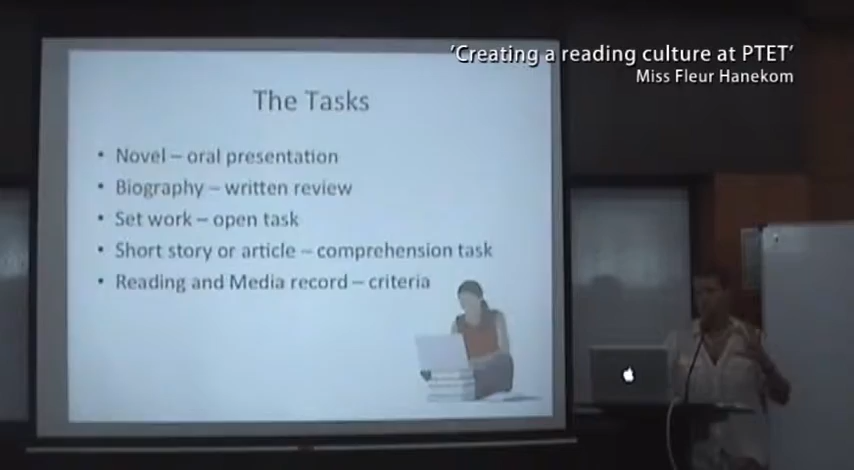 'Creating a reading culture at PTET'
Miss Fleur Hanekom
The Tasks
• Novel – oral presentation
• Biography – written review
• Set work – open task
• Short story or article – comprehension task
• Reading and Media record – criteria